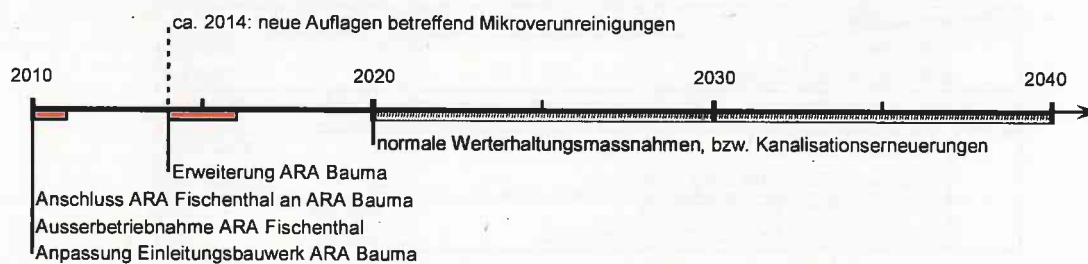 ca. 2014: neue Auflagen betreffend Mikroverunreinigungen
2010
2020
2030
2040
normale Werterhaltungsmassnahmen, bzw. Kanalisationserneuerungen
Erweiterung ARA Bauma
Anschluss ARA Fischenthal an ARA Bauma
Ausserbetriebnahme ARA Fischenthal
Anpassung Einleitungsbauwerk ARA Bauma